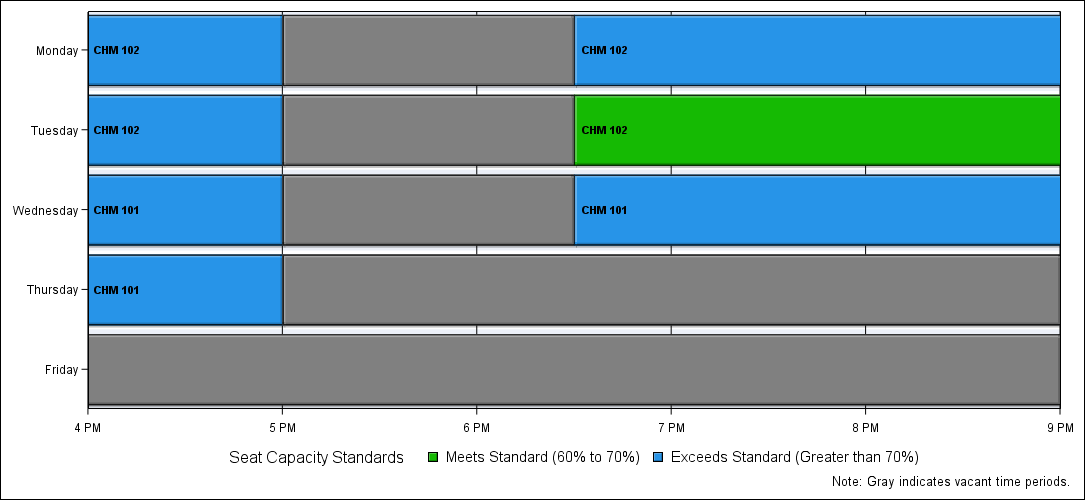 Monday CHM 102 CHM 102
Tuesday CHM 102 CHM 102
Wednesday CHM 101 CHM 101
Thursday CHM 101
Friday
4 PM 5 PM 6 PM 7 PM 8 PM 9 PM
Seat Capacity Standards Meets Standard (60% to 70%) Exceeds Standard (Greater than 70%)
Note: Gray indicates vacant time periods.